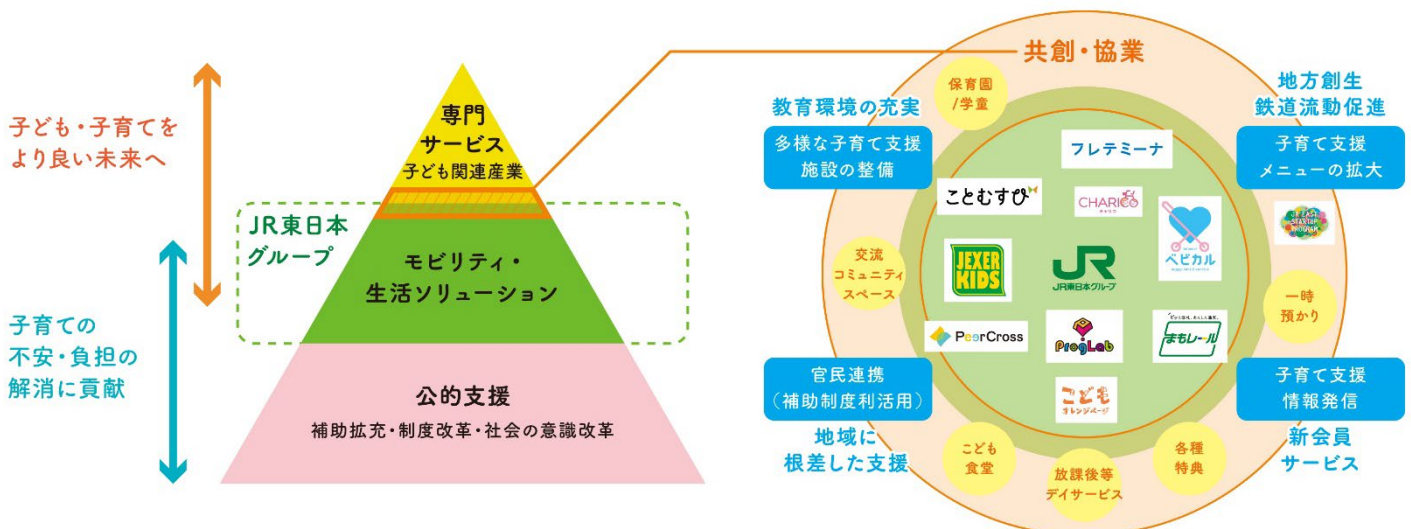 子ども・子育てを
より良い未来へ
子育ての
不安・負担の
解消に貢献
専門
サービス
子ども関連産業
JR東日本
グループ
モビリティ・
生活ソリューション
公的支援
補助拡充・制度改革・社会の意識改革
共創・協業
教育環境の充実
多様な子育て支援
施設の整備
保育園
/学童
地方創生
鉄道流動促進
子育て支援
メニューの拡大
フレテミーナ
ことむすび
CHARICO
JR EAST
STARTUP
PROGRAM
ベビカル
交流
コミュニティ
スペース
JEXER
KIDS
JR
JR東日本グループ
一時
預かり
PeerCross
ProgLab
まもレール
官民連携
(補助制度利活用)
地域に
根差した支援
こども
オレンジページ
子育て支援
情報発信
新会員
サービス
こども
食堂
放課後等
デイサービス
各種
特典